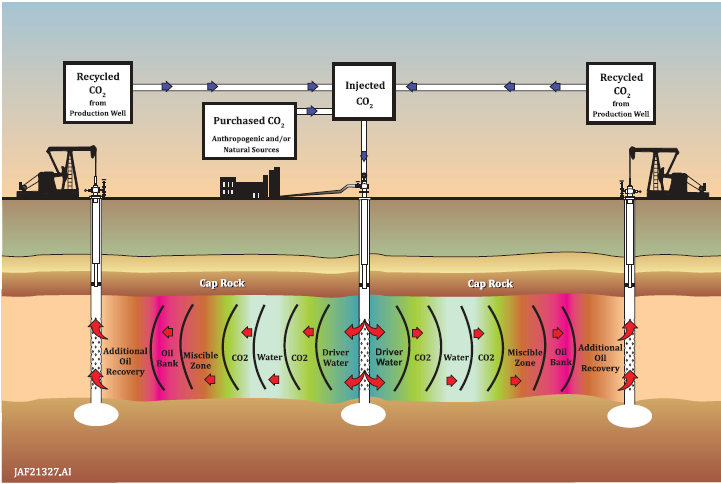 Recycled
CO2
from
Production Well
Injected
CO2
Recycled
CO2
from
Production Well
Purchased CO2
Anthropogenic and/or
Natural Sources
Cap Rock
Cap Rock
Additional
Oil
Recovery
Oil
Bank
Miscible
Zone
CO2
Water
CO2
Driver
Water
Driver
Water
CO2
Water
CO2
Miscible
Zone
Oil
Bank
Additional
Oil
Recovery
JAF21327.AI